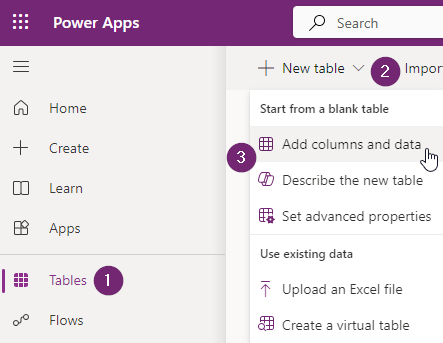 Power Apps
Search
New table
2
Impor
Home
Create
Learn
Apps
1
Tables
Flows
Start from a blank table
3
Add columns and data
Describe the new table
Set advanced properties
Use existing data
Upload an Excel file
Create a virtual table